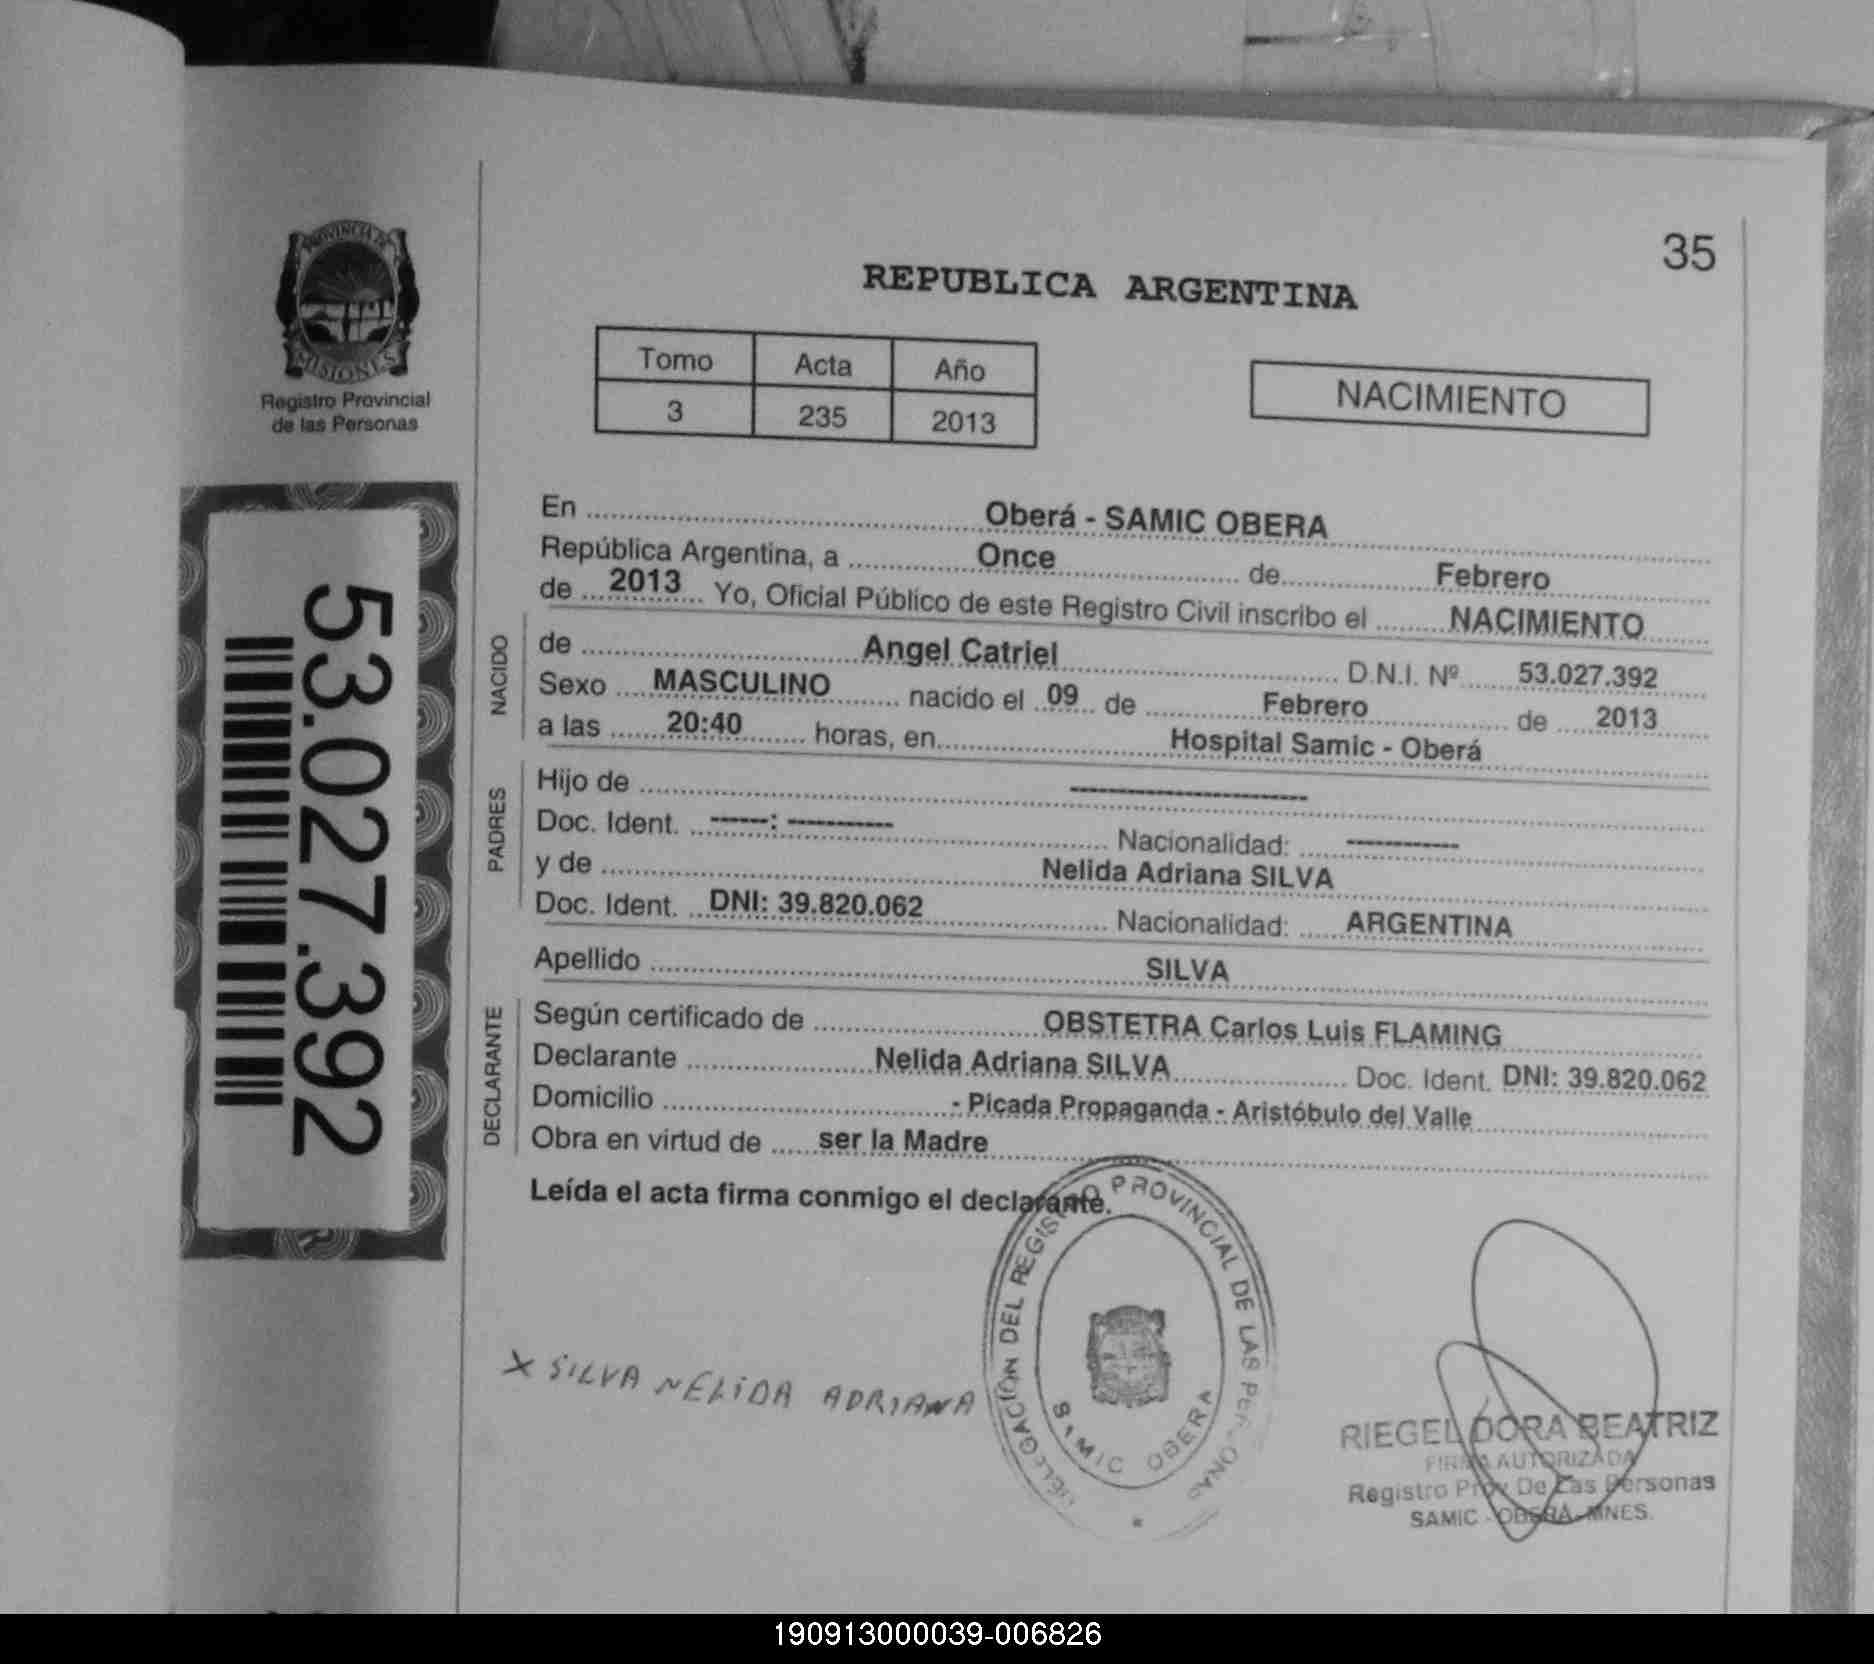 PROVINCIA DE
MISIONES
Registro Provincial
de las Personas
53.027.392
35
REPUBLICA ARGENTINA
Tomo Acta Año
3 235 2013
NACIMIENTO
En Oberá - SAMIC OBERA
República Argentina, a Once de Febrero
de 2013 Yo, Oficial Público de este Registro Civil inscribo el NACIMIENTO
NACIDO
de Angel Catriel D.N.I. Nº 53.027.392
Sexo MASCULINO nacido el 09 de Febrero de 2013
a las 20:40 horas, en Hospital Samic - Oberá
PADRES
Hijo de -----------------------
Doc. Ident. ------: ----------- Nacionalidad: ------------
y de Nelida Adriana SILVA
Doc. Ident. DNI: 39.820.062 Nacionalidad: ARGENTINA
Apellido SILVA
DECLARANTE
Según certificado de OBSTETRA Carlos Luis FLAMING
Declarante Nelida Adriana SILVA Doc. Ident. DNI: 39.820.062
Domicilio - Picada Propaganda - Aristóbulo del Valle
Obra en virtud de ser la Madre
Leída el acta firma conmigo el declarante.
X SILVA NELIDA ADRIANA
DELEGACIÓN DEL REGISTRO PROVINCIAL DE LAS PERSONAS
SAMIC OBERA
RIEGEL DORA BEATRIZ
FIRMA AUTORIZADA
Registro Prov De Las Personas
SAMIC - OBERÁ - MNES.
190913000039-006826